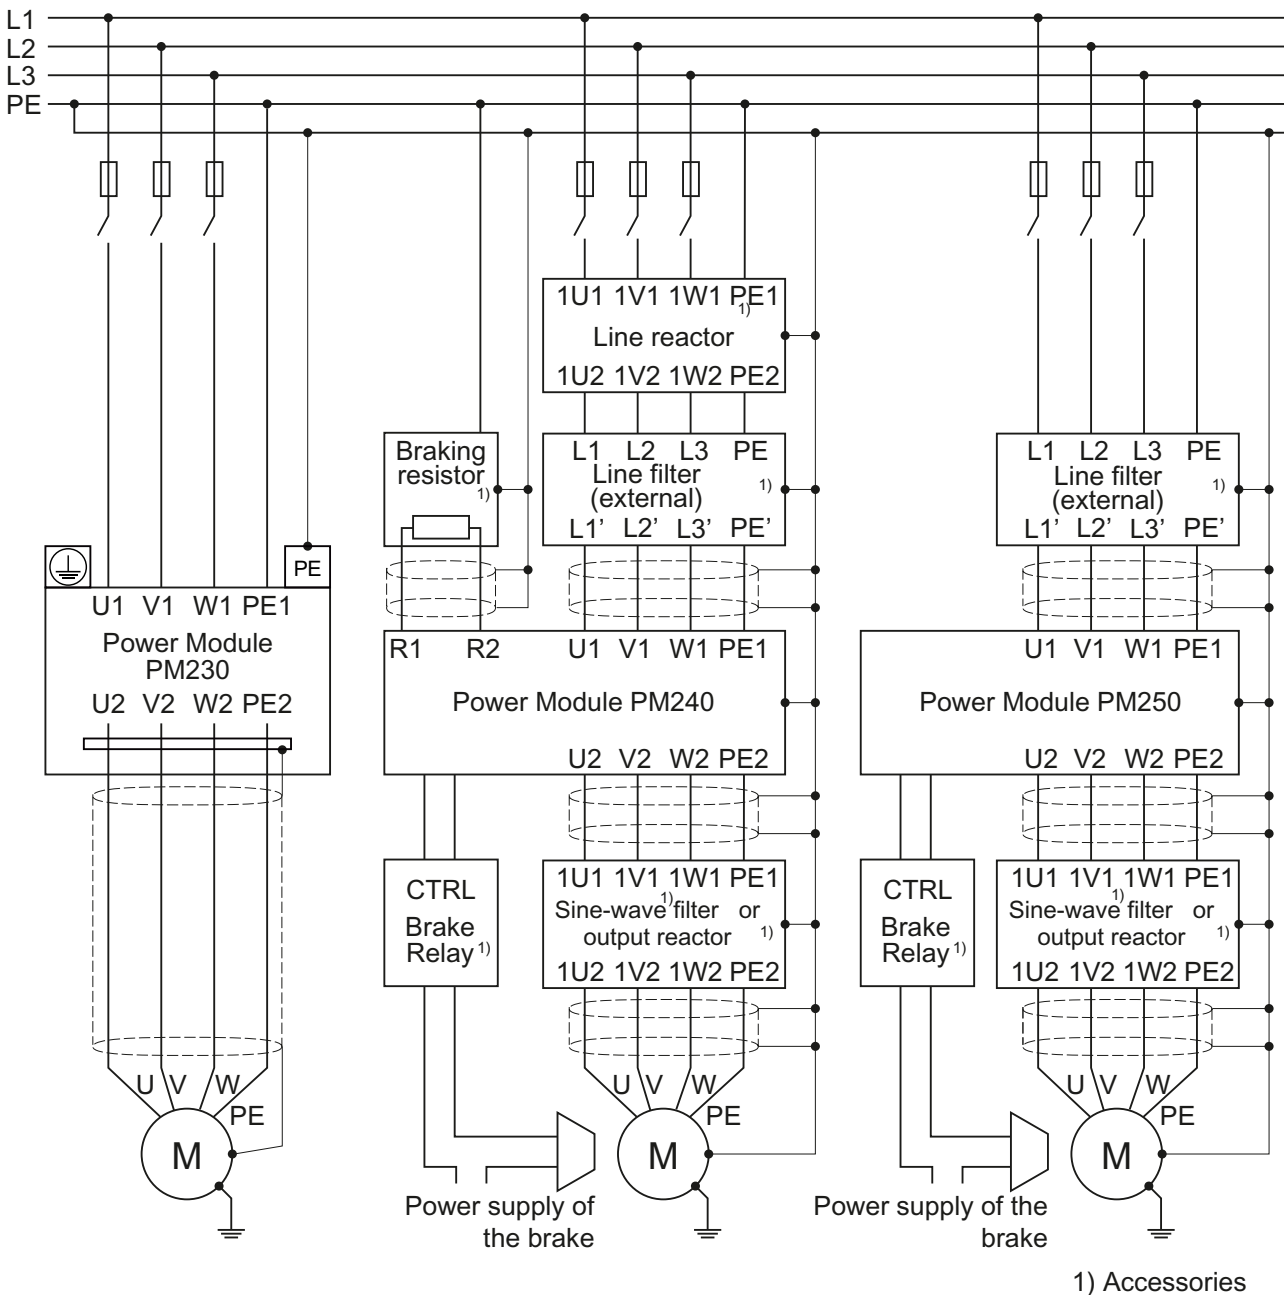 L1
L2
L3
PE
1U1 1V1 1W1 PE1
1)
Line reactor
1U2 1V2 1W2 PE2
Braking
resistor
1)
L1 L2 L3 PE
Line filter
(external)
1)
L1’ L2’ L3’ PE’
L1 L2 L3 PE
Line filter
(external)
1)
L1’ L2’ L3’ PE’
PE
U1 V1 W1 PE1
Power Module
PM230
U2 V2 W2 PE2
R1 R2 U1 V1 W1 PE1
Power Module PM240
U2 V2 W2 PE2
U1 V1 W1 PE1
Power Module PM250
U2 V2 W2 PE2
CTRL
Brake
Relay 1)
1U1 1V1 1W1 PE1
1)
Sine-wave filter or
output reactor 1)
1U2 1V2 1W2 PE2
CTRL
Brake
Relay 1)
1U1 1V1 1W1 PE1
1)
Sine-wave filter or
output reactor 1)
1U2 1V2 1W2 PE2
U V W
PE
M
U V W
PE
M
Power supply of
the brake
U V W
PE
M
Power supply of the
brake
1) Accessories